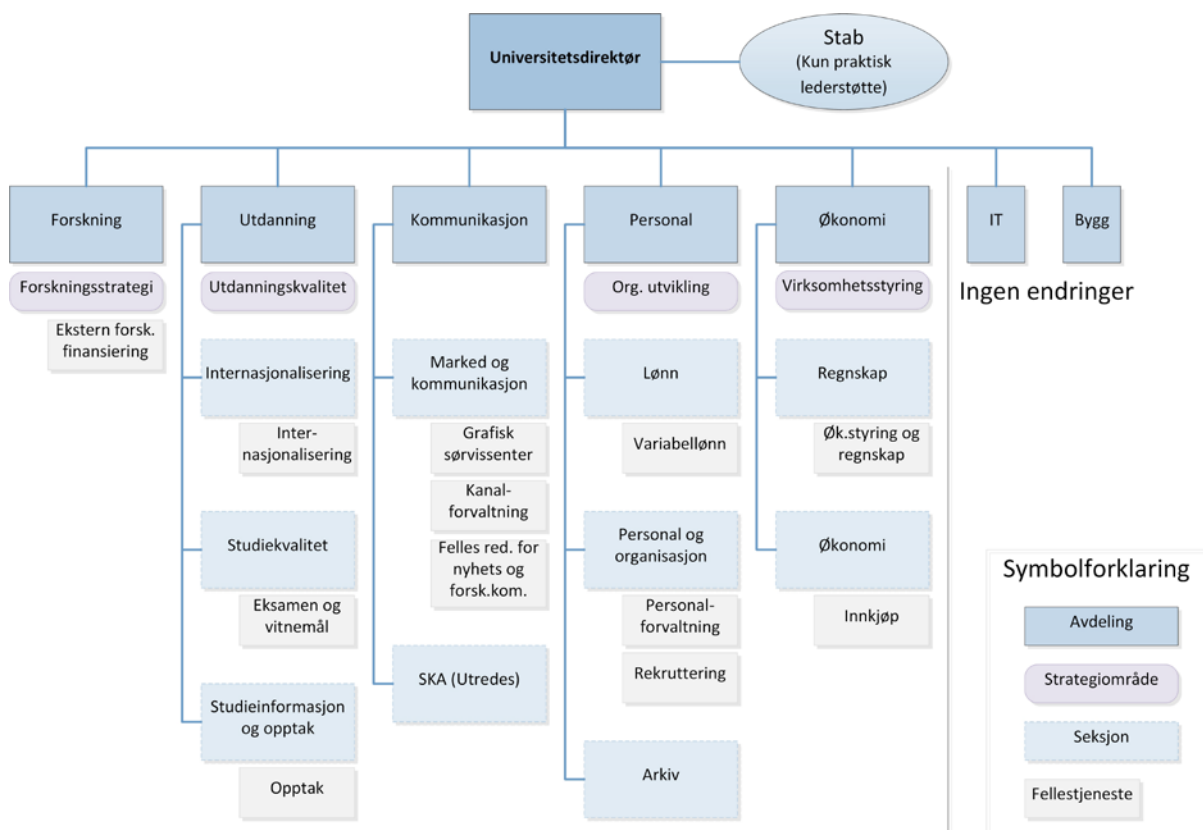 Universitetsdirektør
Stab
(Kun praktisk
lederstøtte)
Forskning
Utdanning
Kommunikasjon
Personal
Økonomi
IT
Bygg
Forskningsstrategi
Utdanningskvalitet
Org. utvikling
Virksomhetsstyring
Ingen endringer
Ekstern forsk.
finansiering
Internasjonalisering
Inter-
nasjonalisering
Studiekvalitet
Eksamen og
vitnemål
Studieinformasjon
og opptak
Opptak
Marked og
kommunikasjon
Grafisk
sørvissenter
Kanal-
forvaltning
Felles red. for
nyhets og
forsk.kom.
SKA (Utredes)
Lønn
Variabellønn
Personal og
organisasjon
Personal-
forvaltning
Rekruttering
Arkiv
Regnskap
Øk.styring og
regnskap
Økonomi
Innkjøp
Symbolforklaring
Avdeling
Strategiområde
Seksjon
Fellestjeneste